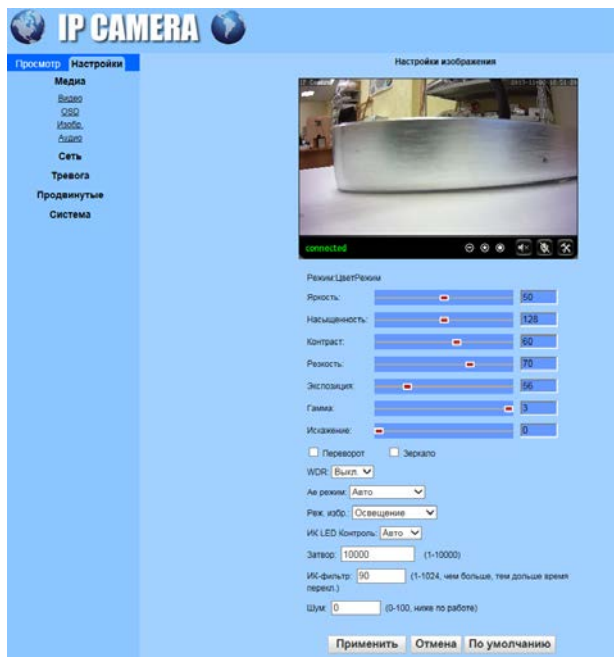 IP CAMERA
Просмотр Настройки
Медиа
Видео
OSD
Изобр.
Аудио
Сеть
Тревога
Продвинутые
Система
Настройки изображения
IP Camera
connected
Режим:ЦветРежим
Яркость: 50
Насыщенность: 128
Контраст: 60
Резкость: 70
Экспозиция: 56
Гамма: 3
Искажение: 0
Переворот Зеркало
WDR: Выкл.
Ае режим: Авто
Реж. изобр.: Освещение
ИК LED Контроль: Авто
Затвор: 10000 (1-10000)
ИК-фильтр: 90 (1-1024, чем больше, тем дольше время
перекл.)
Шум: 0 (0-100, ниже по работе)
Применить Отмена По умолчанию